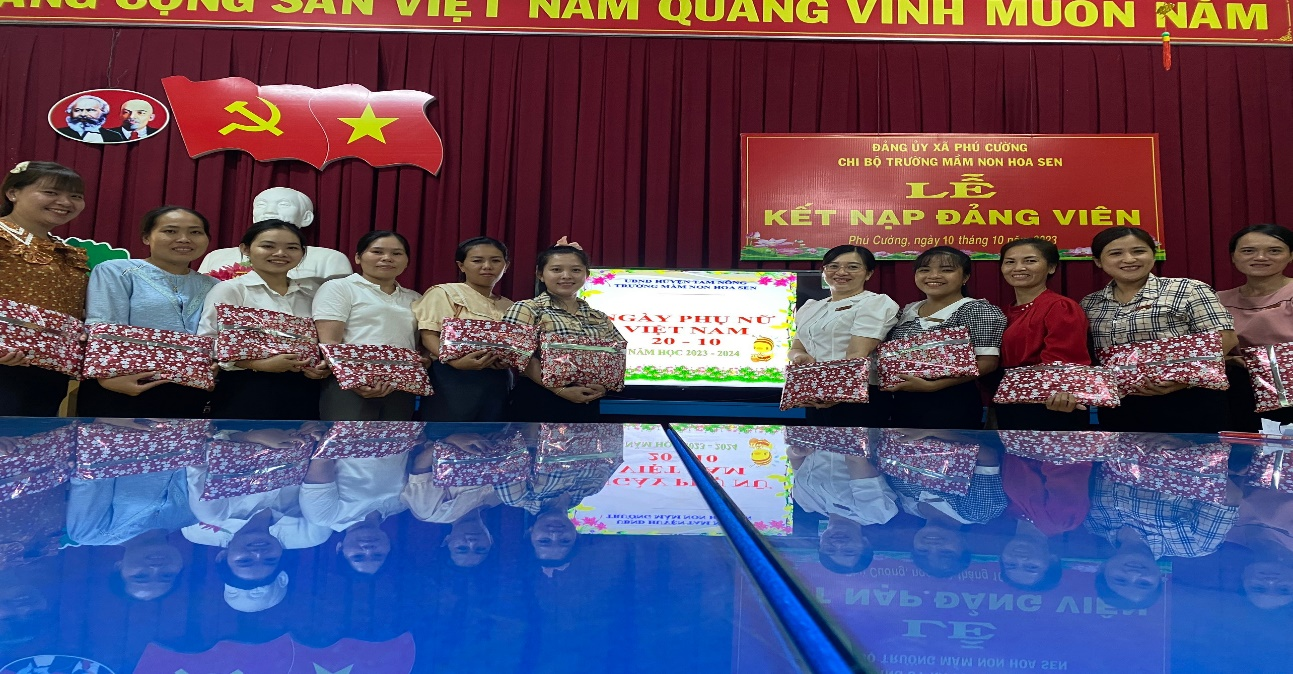 ĐẢNG CỘNG SẢN VIỆT NAM QUANG VINH MUÔN NĂM
ĐẢNG ỦY XÃ PHÚ CƯỜNG
CHI BỘ TRƯỜNG MẦM NON HOA SEN
LỄ
KẾT NẠP ĐẢNG VIÊN
Phú Cường, ngày 10 tháng 10 năm 2023
UBND HUYỆN TAM NÔNG
TRƯỜNG MẦM NON HOA SEN
NGÀY PHỤ NỮ
VIỆT NAM
20 - 10
NĂM HỌC 2023 - 2024